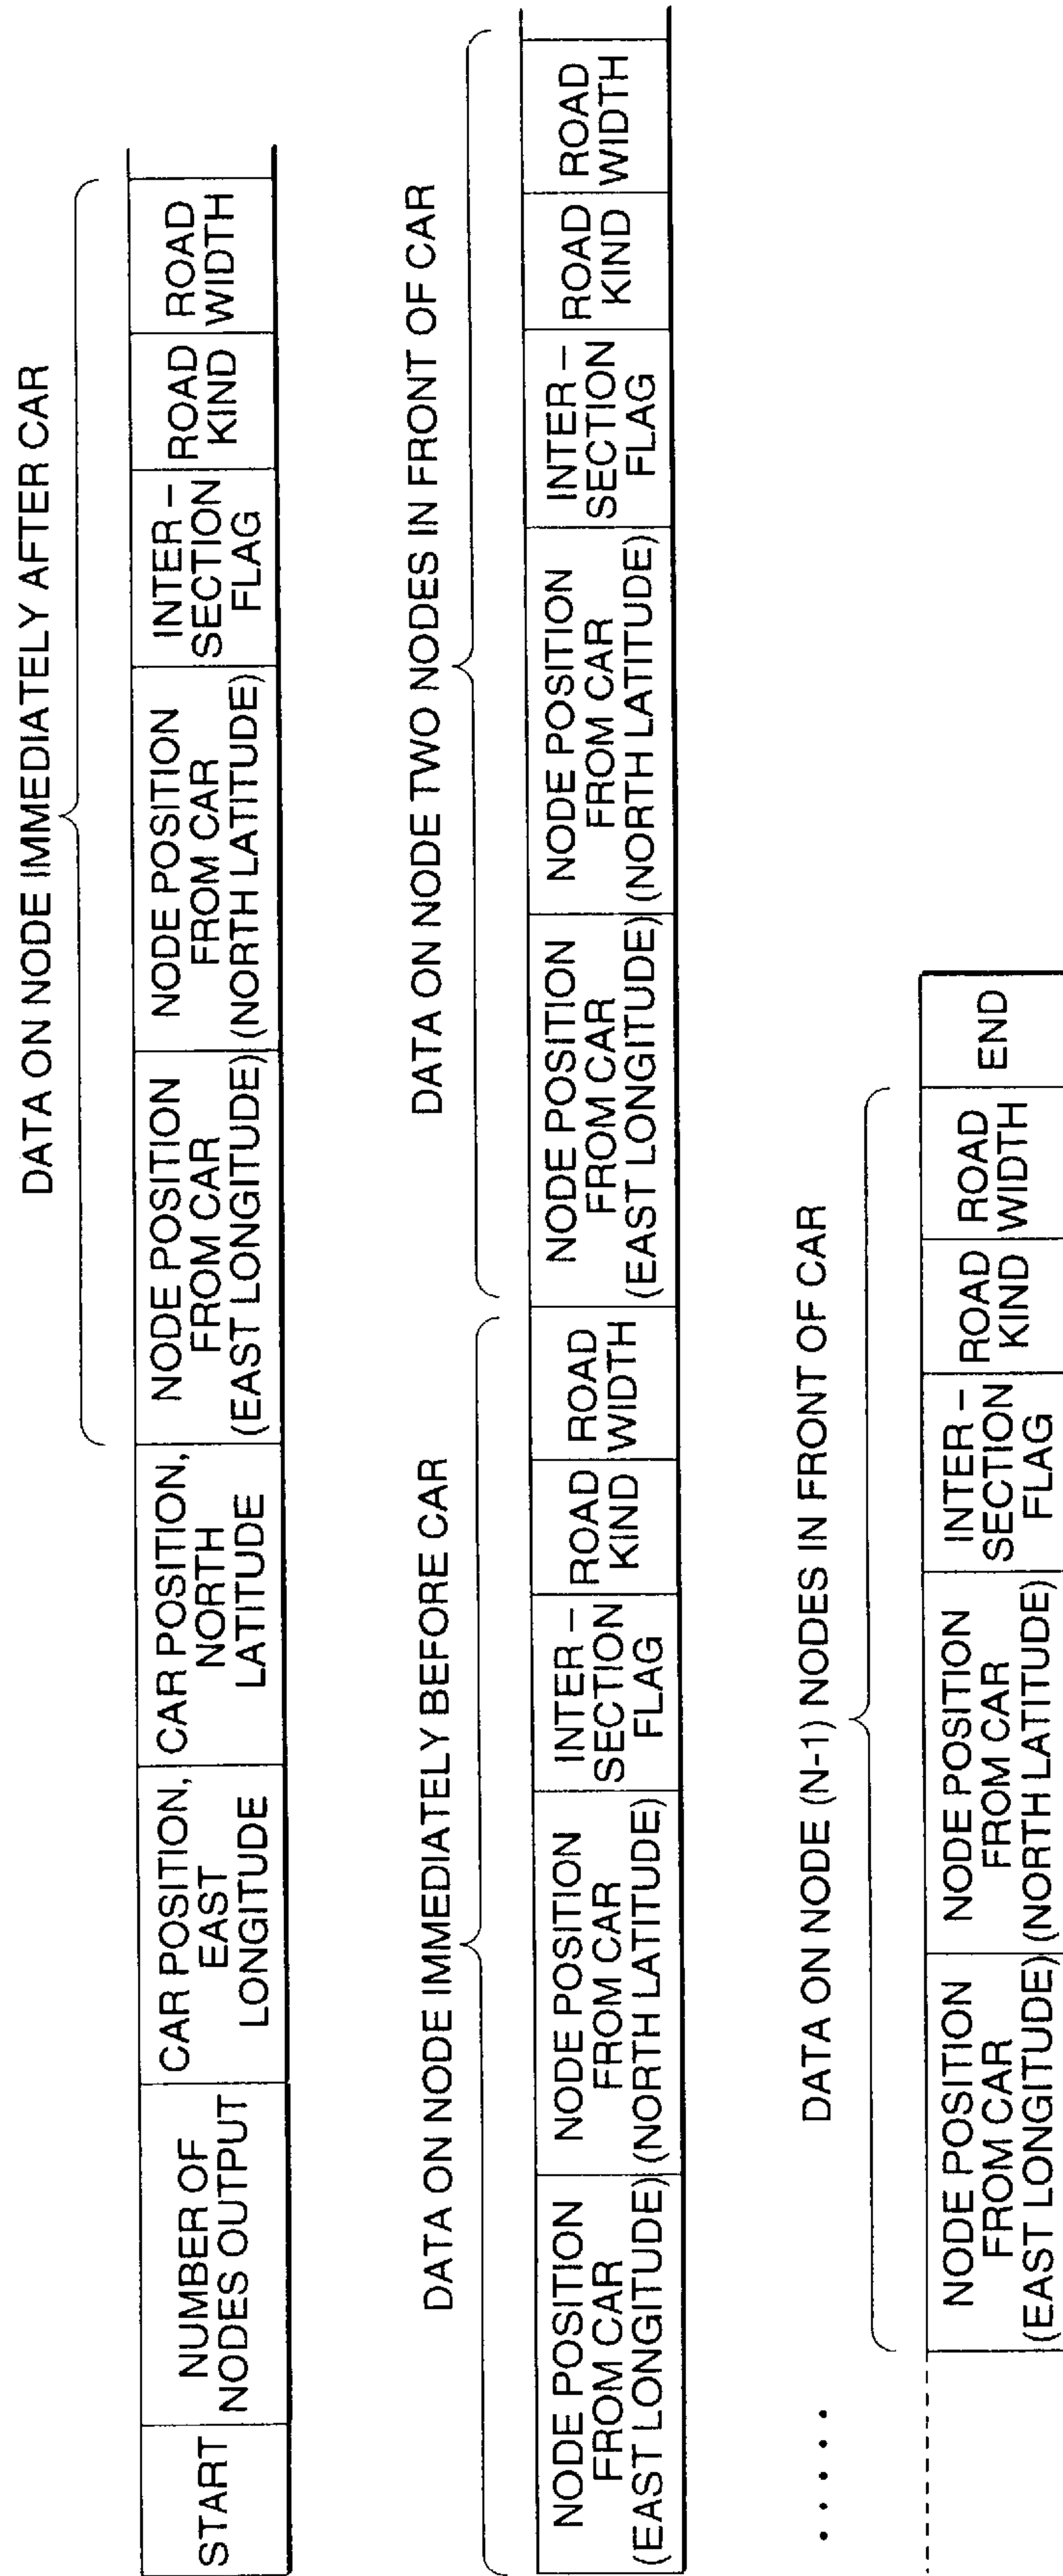 DATA ON NODE IMMEDIATELY AFTER CAR
START
NUMBER OF
NODES OUTPUT
CAR POSITION,
EAST
LONGITUDE
CAR POSITION,
NORTH
LATITUDE
NODE POSITION
FROM CAR
(EAST LONGITUDE)
NODE POSITION
FROM CAR
(NORTH LATITUDE)
INTER –
SECTION
FLAG
ROAD
KIND
ROAD
WIDTH
DATA ON NODE IMMEDIATELY BEFORE CAR
DATA ON NODE TWO NODES IN FRONT OF CAR
NODE POSITION
FROM CAR
(EAST LONGITUDE)
NODE POSITION
FROM CAR
(NORTH LATITUDE)
INTER –
SECTION
FLAG
ROAD
KIND
ROAD
WIDTH
NODE POSITION
FROM CAR
(EAST LONGITUDE)
NODE POSITION
FROM CAR
(NORTH LATITUDE)
INTER –
SECTION
FLAG
ROAD
KIND
ROAD
WIDTH
.....
DATA ON NODE (N-1) NODES IN FRONT OF CAR
NODE POSITION
FROM CAR
(EAST LONGITUDE)
NODE POSITION
FROM CAR
(NORTH LATITUDE)
INTER –
SECTION
FLAG
ROAD
KIND
ROAD
WIDTH
END